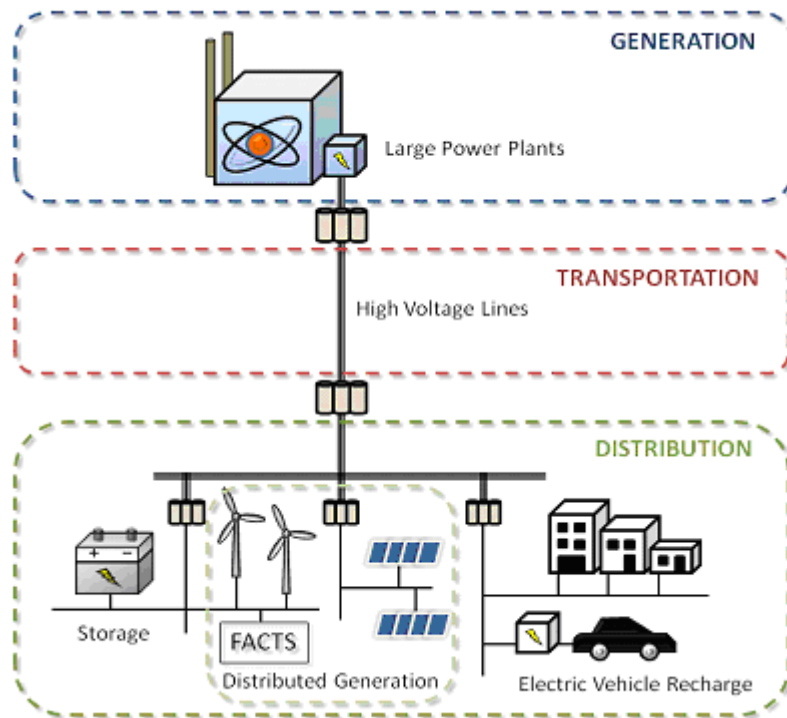 GENERATION
Large Power Plants
TRANSPORTATION
High Voltage Lines
DISTRIBUTION
+ −
Storage
FACTS
Distributed Generation
Electric Vehicle Recharge